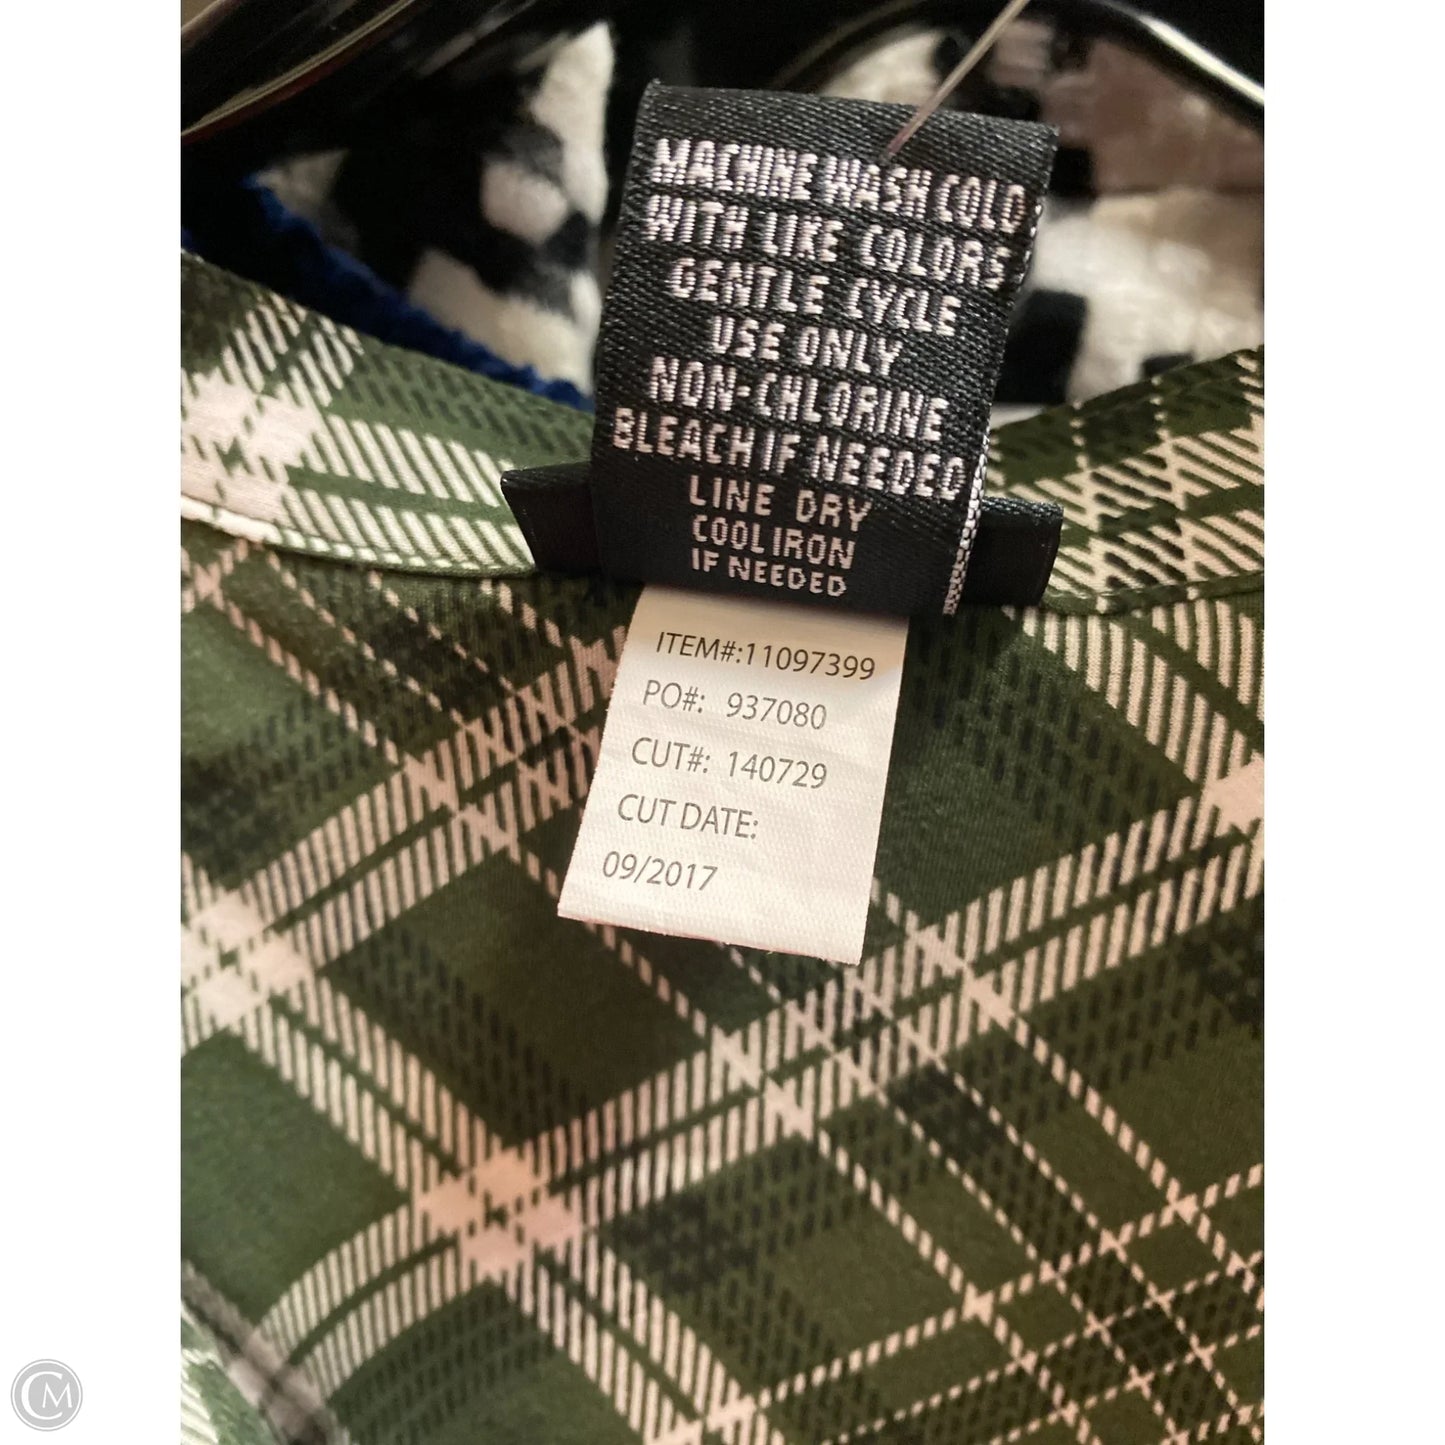 MACHINE WASH COLD
WITH LIKE COLORS
GENTLE CYCLE
USE ONLY
NON-CHLORINE
BLEACH IF NEEDED
LINE DRY
COOL IRON
IF NEEDED
ITEM#:11097399
PO#: 937080
CUT#: 140729
CUT DATE:
09/2017
CM